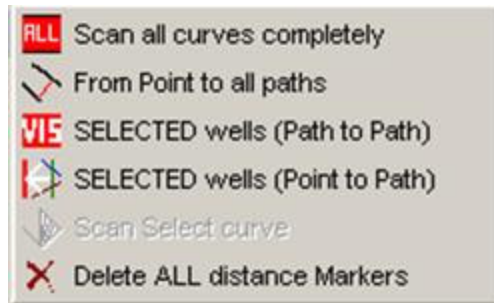 ALL Scan all curves completely
From Point to all paths
VIS SELECTED wells (Path to Path)
SELECTED wells (Point to Path)
Scan Select curve
Delete ALL distance Markers